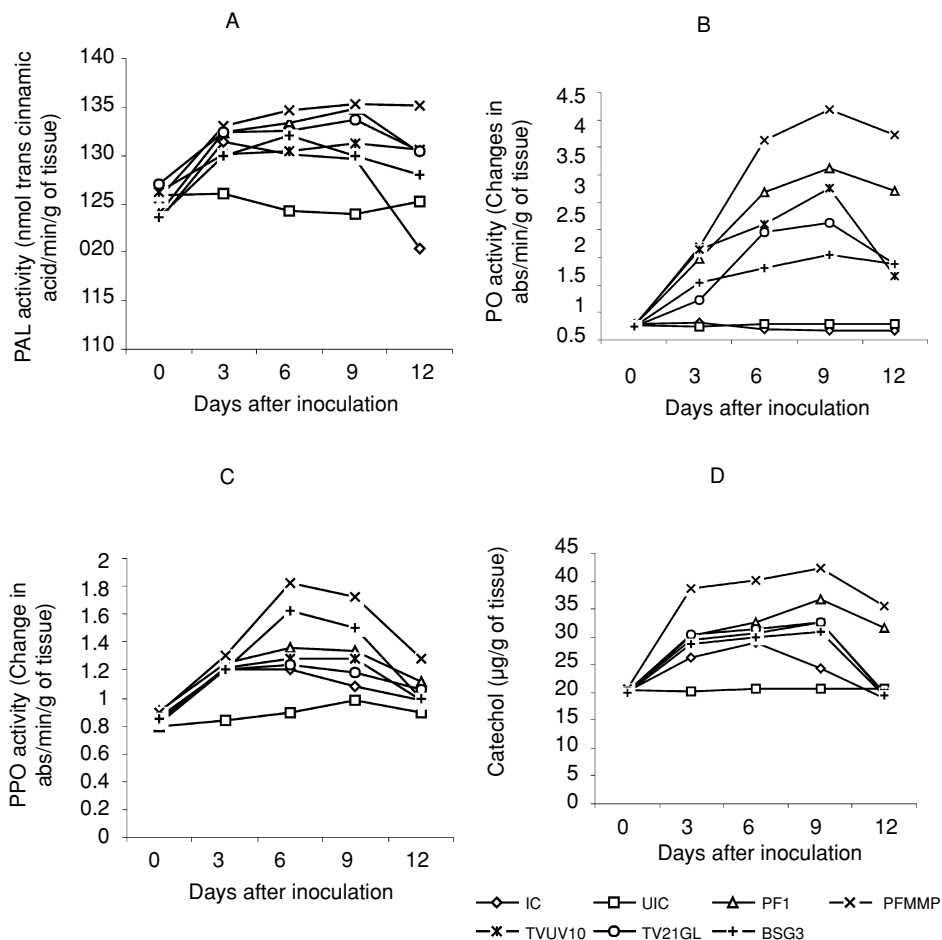 A
PAL activity (nmol trans cinnamic
acid/min/g of tissue)
140
135
130
125
020
115
110
0 3 6 9 12
Days after inoculation
B
PO activity (Changes in
abs/min/g of tissue)
4.5
4
3.5
3
2.5
2
1.5
1
0.5
0 3 6 9 12
Days after inoculation
C
PPO activity (Change in
abs/min/g of tissue)
2
1.8
1.6
1.4
1.2
1
0.8
0.6
0.4
0.2
0
0 3 6 9 12
Days after inoculation
D
Catechol (µg/g of tissue)
45
40
35
30
25
20
15
10
5
0
0 3 6 9 12
Days after inoculation
IC UIC PF1 PFMMP
TVUV10 TV21GL BSG3